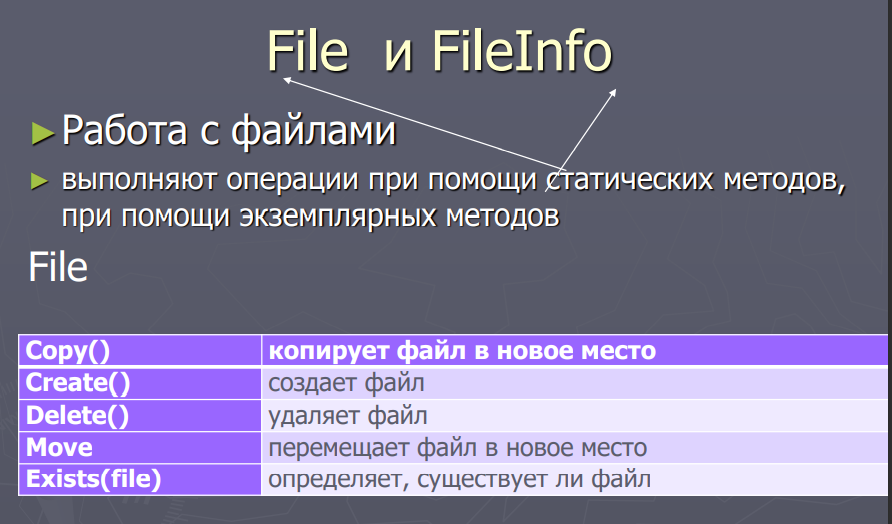 File и FileInfo
Работа с файлами
выполняют операции при помощи статических методов,
при помощи экземплярных методов
File
Copy() копирует файл в новое место
Create() создает файл
Delete() удаляет файл
Move перемещает файл в новое место
Exists(file) определяет, существует ли файл